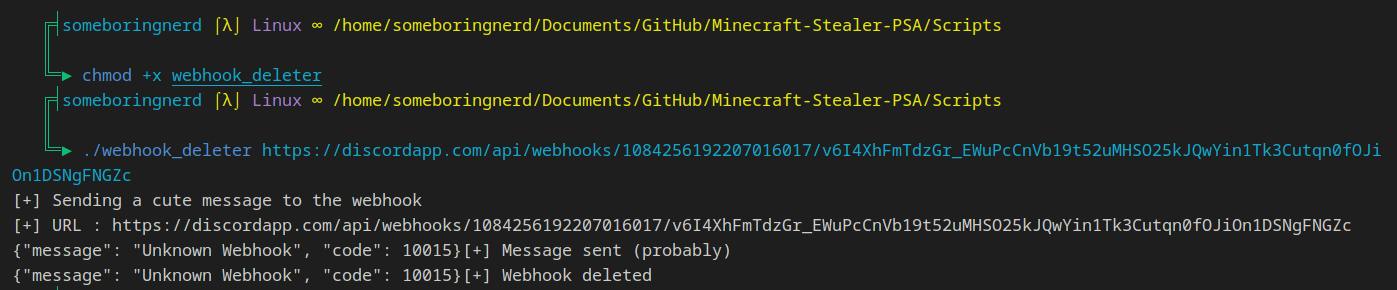 someboringnerd ⌠λ⌡ Linux ∞ /home/someboringnerd/Documents/GitHub/Minecraft-Stealer-PSA/Scripts
chmod +x webhook_deleter
someboringnerd ⌠λ⌡ Linux ∞ /home/someboringnerd/Documents/GitHub/Minecraft-Stealer-PSA/Scripts
./webhook_deleter https://discordapp.com/api/webhooks/1084256192207016017/v6I4XhFmTdzGr_EWuPcCnVb19t52uMHSO25kJQwYin1Tk3Cutqn0fOJi
On1DSNgFNGZc
[+] Sending a cute message to the webhook
[+] URL : https://discordapp.com/api/webhooks/1084256192207016017/v6I4XhFmTdzGr_EWuPcCnVb19t52uMHSO25kJQwYin1Tk3Cutqn0fOJiOn1DSNgFNGZc
{"message": "Unknown Webhook", "code": 10015}[+] Message sent (probably)
{"message": "Unknown Webhook", "code": 10015}[+] Webhook deleted